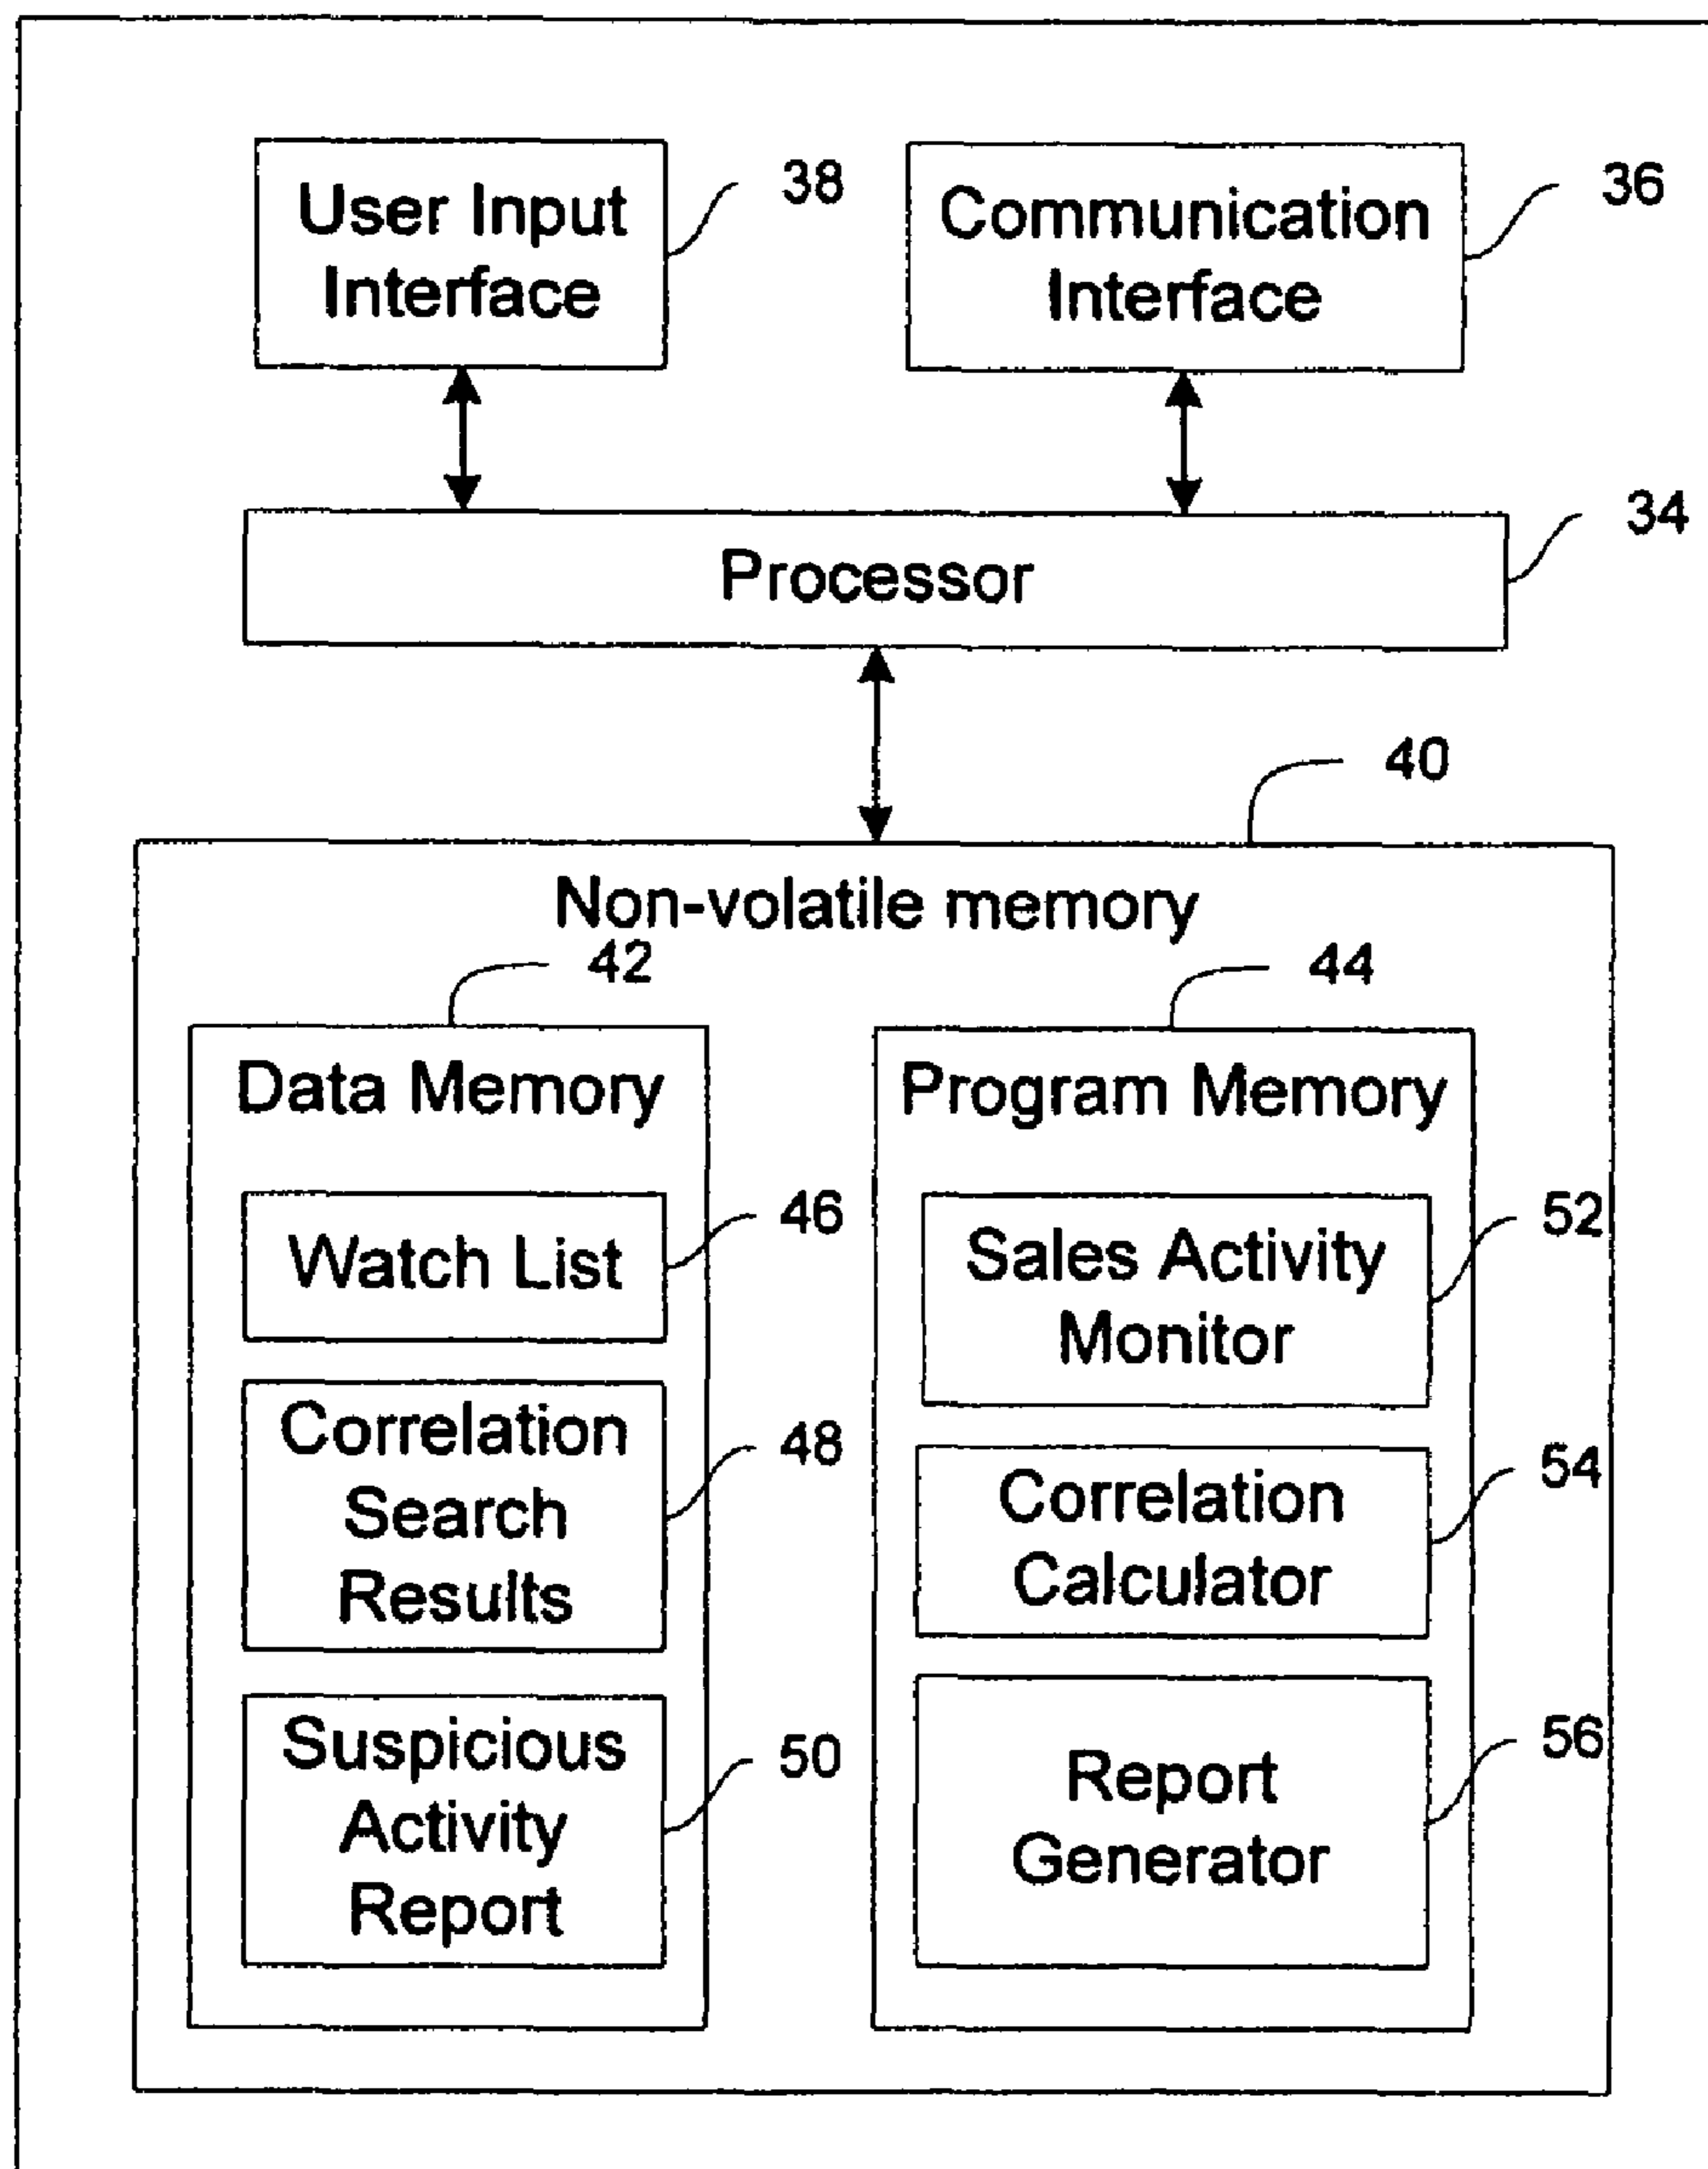 User Input
Interface
38
Communication
Interface
36
Processor
34
40
Non-volatile memory
42
Data Memory
Watch List
46
Correlation
Search
Results
48
Suspicious
Activity
Report
50
44
Program Memory
Sales Activity
Monitor
52
Correlation
Calculator
54
Report
Generator
56